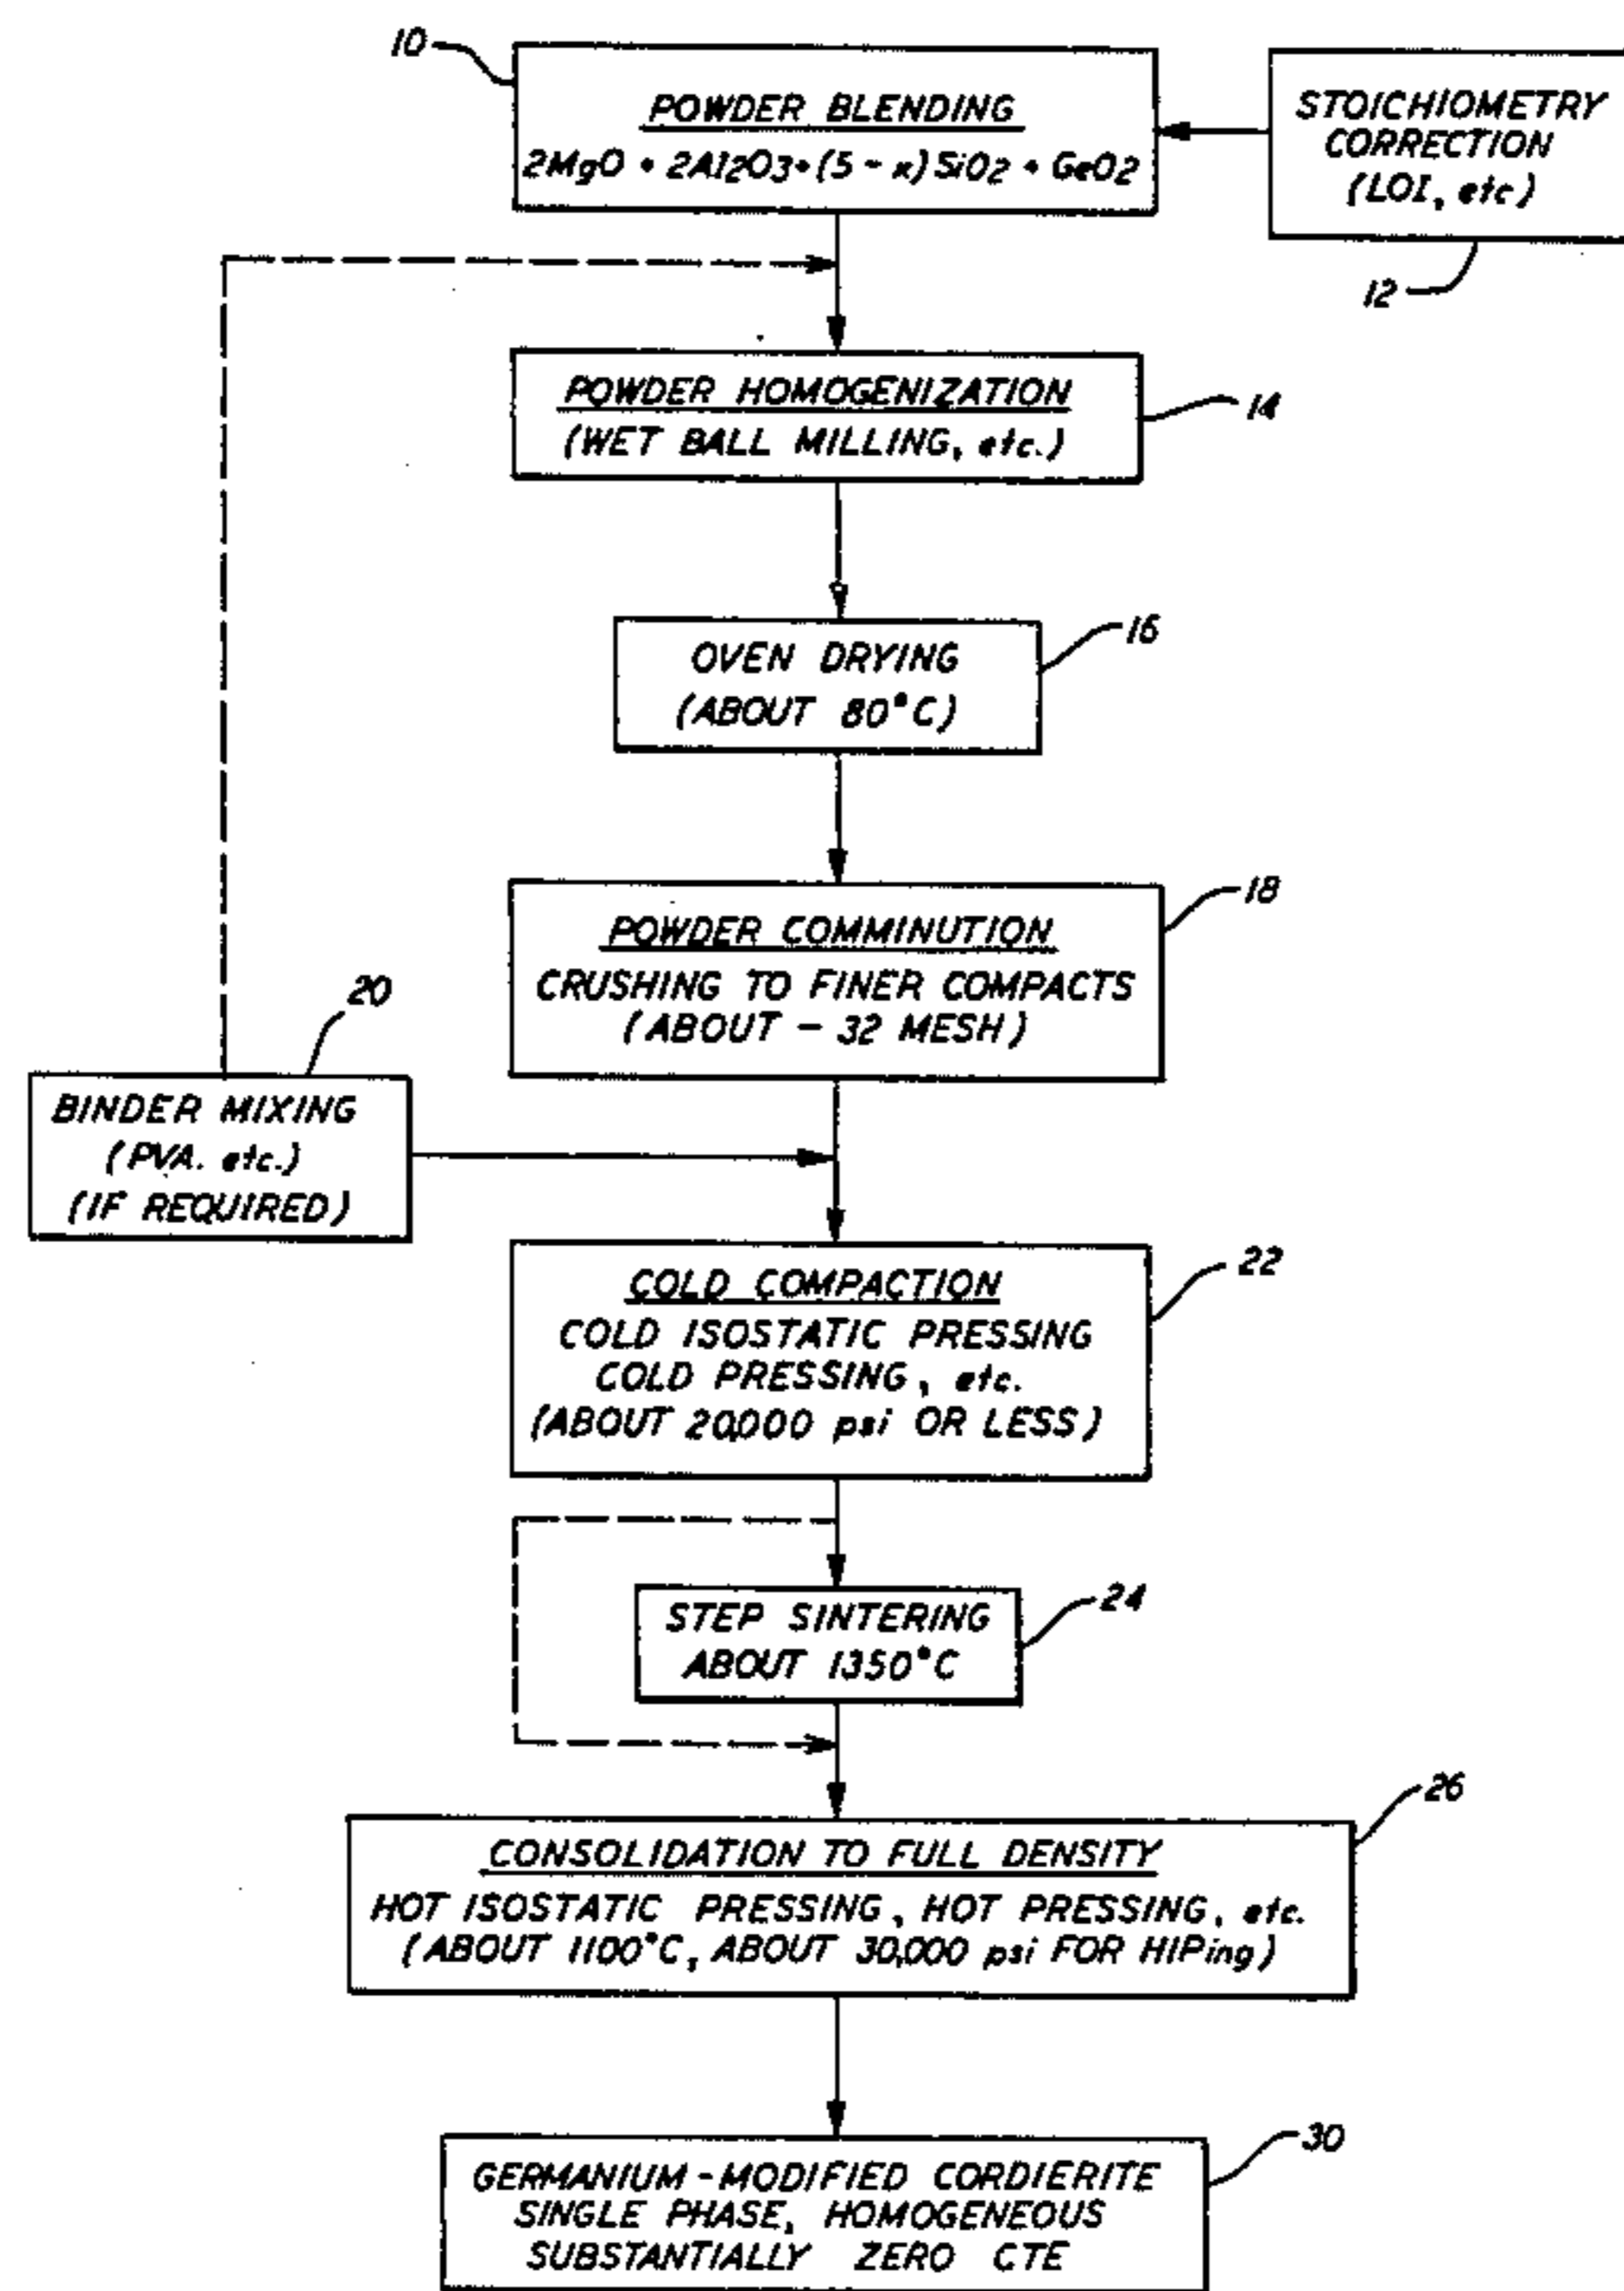 10
POWDER BLENDING
2MgO • 2Al2O3•(5-x)SiO2 • GeO2
STOICHIOMETRY
CORRECTION
(LOI, etc)
12
POWDER HOMOGENIZATION
(WET BALL MILLING, etc.)
14
OVEN DRYING
(ABOUT 80°C)
16
POWDER COMMINUTION
CRUSHING TO FINER COMPACTS
(ABOUT - 32 MESH)
18
20
BINDER MIXING
(PVA. etc.)
(IF REQUIRED)
COLD COMPACTION
COLD ISOSTATIC PRESSING
COLD PRESSING, etc.
(ABOUT 20,000 psi OR LESS)
22
STEP SINTERING
ABOUT 1350°C
24
CONSOLIDATION TO FULL DENSITY
HOT ISOSTATIC PRESSING, HOT PRESSING, etc.
(ABOUT 1100°C, ABOUT 30,000 psi FOR HIPing)
26
GERMANIUM-MODIFIED CORDIERITE
SINGLE PHASE, HOMOGENEOUS
SUBSTANTIALLY ZERO CTE
30